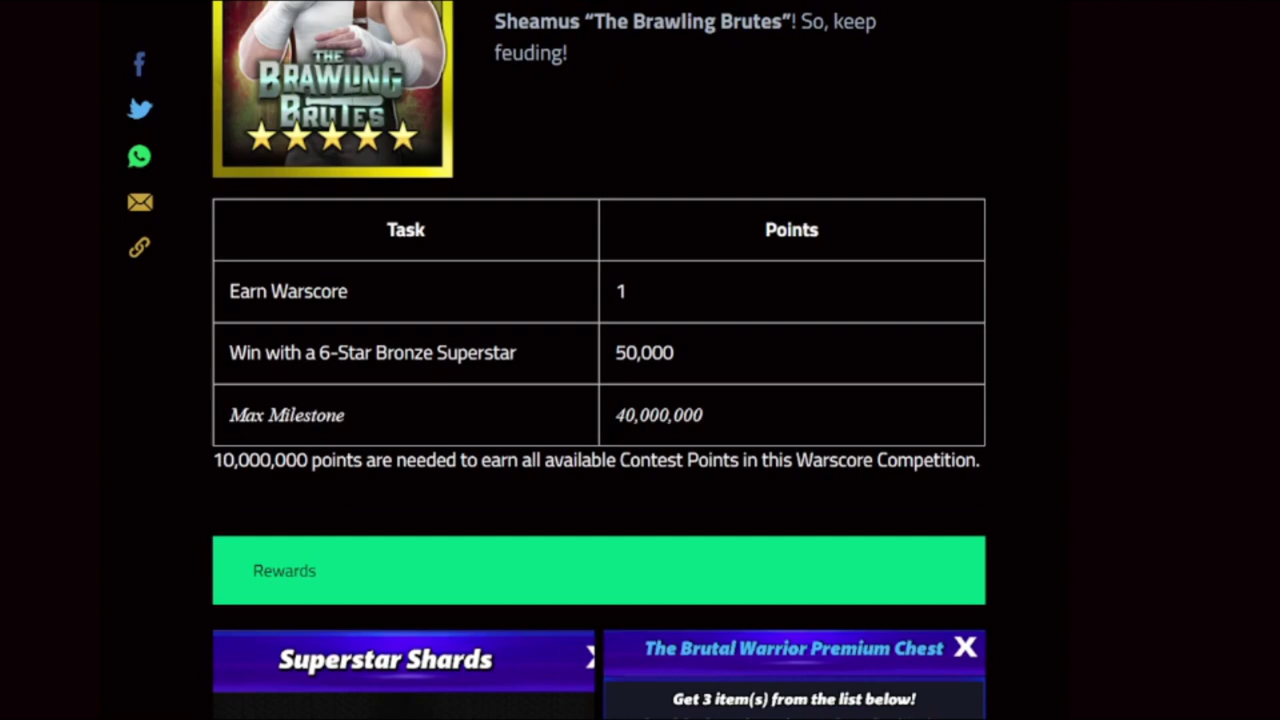 Sheamus “The Brawling Brutes”! So, keep
feuding!
THE
BRAWLING
BRUTES
Task Points
Earn Warscore 1
Win with a 6-Star Bronze Superstar 50,000
Max Milestone 40,000,000
10,000,000 points are needed to earn all available Contest Points in this Warscore Competition.
Rewards
Superstar Shards X
The Brutal Warrior Premium Chest X
Get 3 item(s) from the list below!